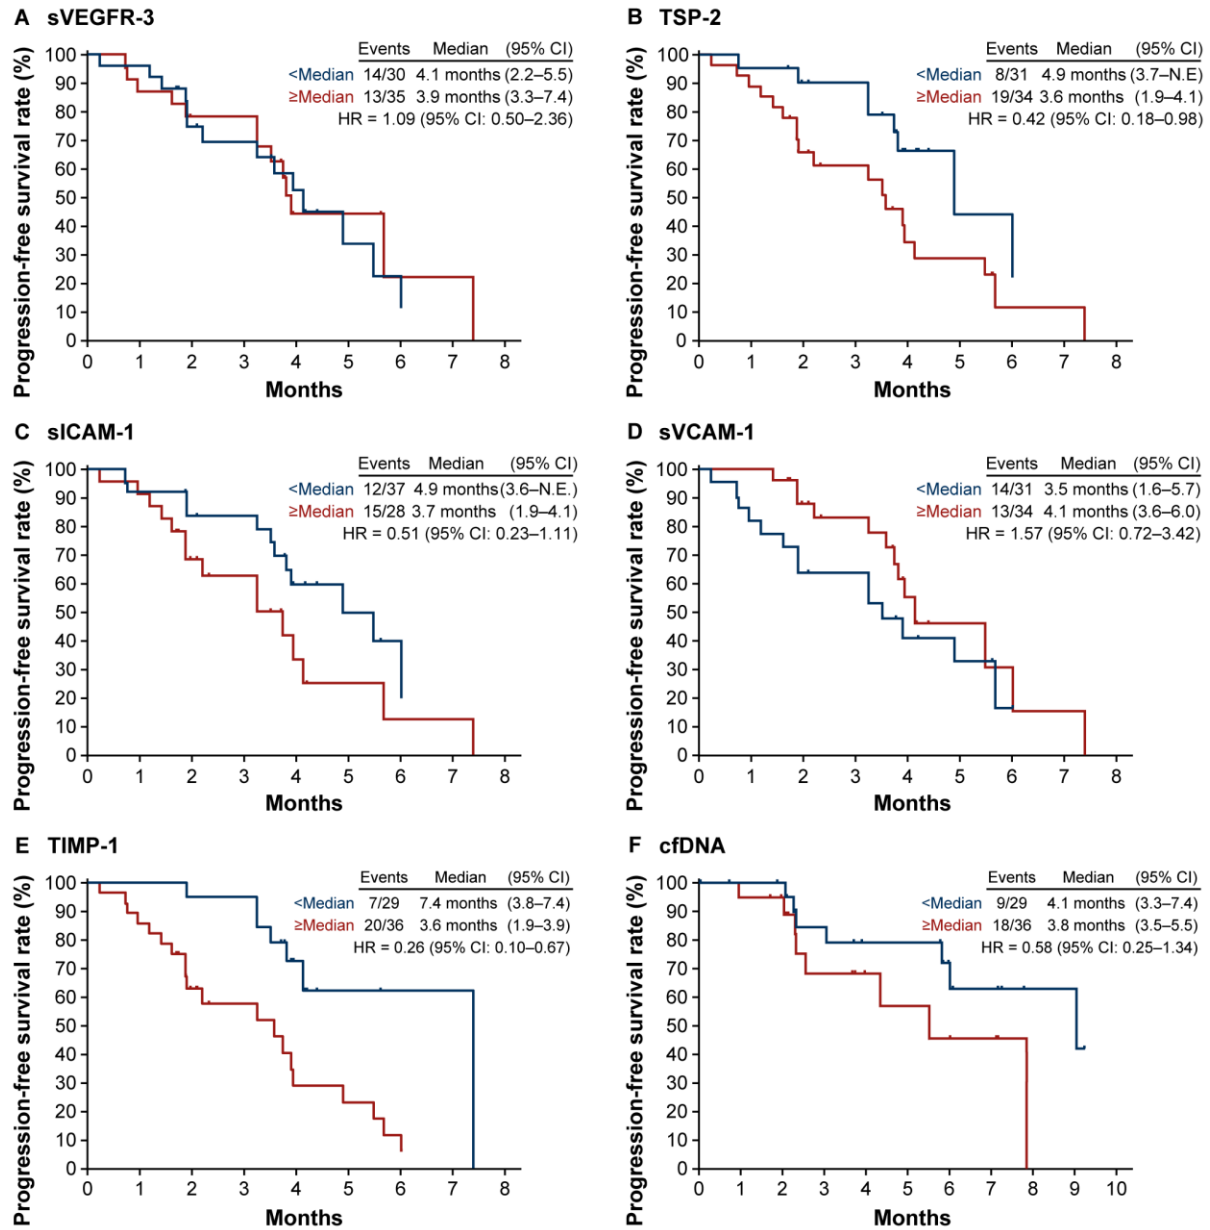 A sVEGFR-3
Progression-free survival rate (%)
Events Median (95% CI)
<Median 14/30 4.1 months (2.2–5.5)
≥Median 13/35 3.9 months (3.3–7.4)
HR = 1.09 (95% CI: 0.50–2.36)
100
90
80
70
60
50
40
30
20
10
0
0 1 2 3 4 5 6 7 8
Months
B TSP-2
Progression-free survival rate (%)
Events Median (95% CI)
<Median 8/31 4.9 months (3.7–N.E)
≥Median 19/34 3.6 months (1.9–4.1)
HR = 0.42 (95% CI: 0.18–0.98)
100
90
80
70
60
50
40
30
20
10
0
0 1 2 3 4 5 6 7 8
Months
C sICAM-1
Progression-free survival rate (%)
Events Median (95% CI)
<Median 12/37 4.9 months (3.6–N.E.)
≥Median 15/28 3.7 months (1.9–4.1)
HR = 0.51 (95% CI: 0.23–1.11)
100
90
80
70
60
50
40
30
20
10
0
0 1 2 3 4 5 6 7 8
Months
D sVCAM-1
Progression-free survival rate (%)
Events Median (95% CI)
<Median 14/31 3.5 months (1.6–5.7)
≥Median 13/34 4.1 months (3.6–6.0)
HR = 1.57 (95% CI: 0.72–3.42)
100
90
80
70
60
50
40
30
20
10
0
0 1 2 3 4 5 6 7 8
Months
E TIMP-1
Progression-free survival rate (%)
Events Median (95% CI)
<Median 7/29 7.4 months (3.8–7.4)
≥Median 20/36 3.6 months (1.9–3.9)
HR = 0.26 (95% CI: 0.10–0.67)
100
90
80
70
60
50
40
30
20
10
0
0 1 2 3 4 5 6 7 8
Months
F cfDNA
Progression-free survival rate (%)
Events Median (95% CI)
<Median 9/29 4.1 months (3.3–7.4)
≥Median 18/36 3.8 months (3.5–5.5)
HR = 0.58 (95% CI: 0.25–1.34)
100
90
80
70
60
50
40
30
20
10
0
0 1 2 3 4 5 6 7 8 9 10
Months